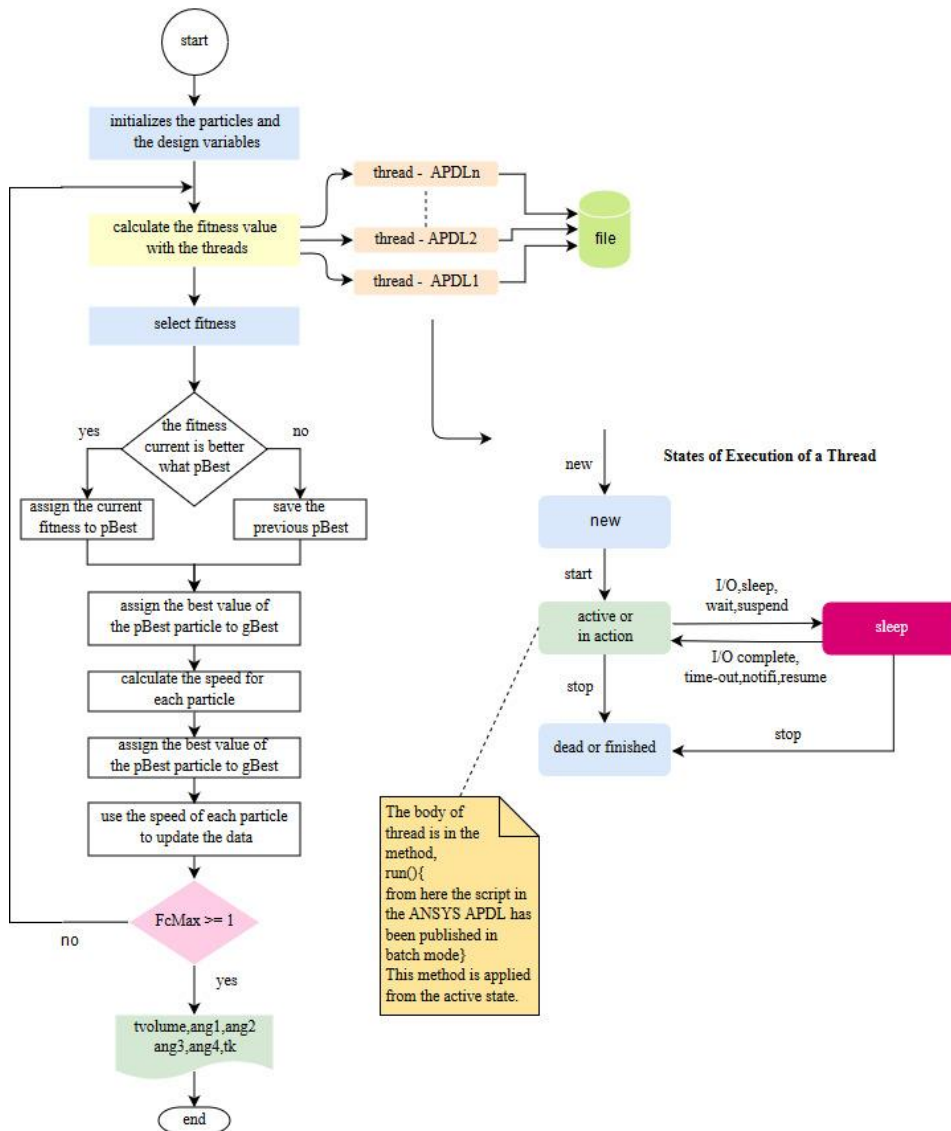 start
initializes the particles and
the design variables
calculate the fitness value
with the threads
thread - APDLn
thread - APDL2
thread - APDL1
file
select fitness
the fitness
current is better
what pBest
yes
no
assign the current
fitness to pBest
save the
previous pBest
assign the best value of
the pBest particle to gBest
calculate the speed for
each particle
assign the best value of
the pBest particle to gBest
use the speed of each particle
to update the data
FcMax >= 1
no
yes
tvolume,ang1,ang2
ang3,ang4,tk
end
States of Execution of a Thread
new
new
start
active or
in action
I/O,sleep,
wait,suspend
sleep
I/O complete,
time-out,notifi,resume
stop
stop
dead or finished
The body of
thread is in the
method,
run(){
from here the script in
the ANSYS APDL has
been published in
batch mode}
This method is applied
from the active state.